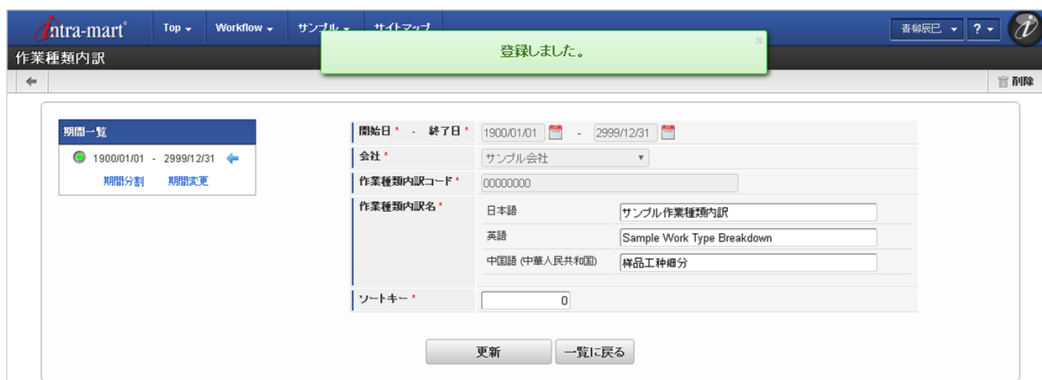 intra-mart® Top Workflow サンプル サイトマップ 青柳辰巳 ?
登録しました。 ×
作業種類内訳
削除
期間一覧
1900/01/01 - 2999/12/31
期間分割 期間変更
開始日* - 終了日* 1900/01/01 - 2999/12/31
会社* サンプル会社
作業種類内訳コード* 00000000
作業種類内訳名* 日本語 サンプル作業種類内訳
英語 Sample Work Type Breakdown
中国語 (中華人民共和国) 样品工种细分
ソートキー* 0
更新 一覧に戻る